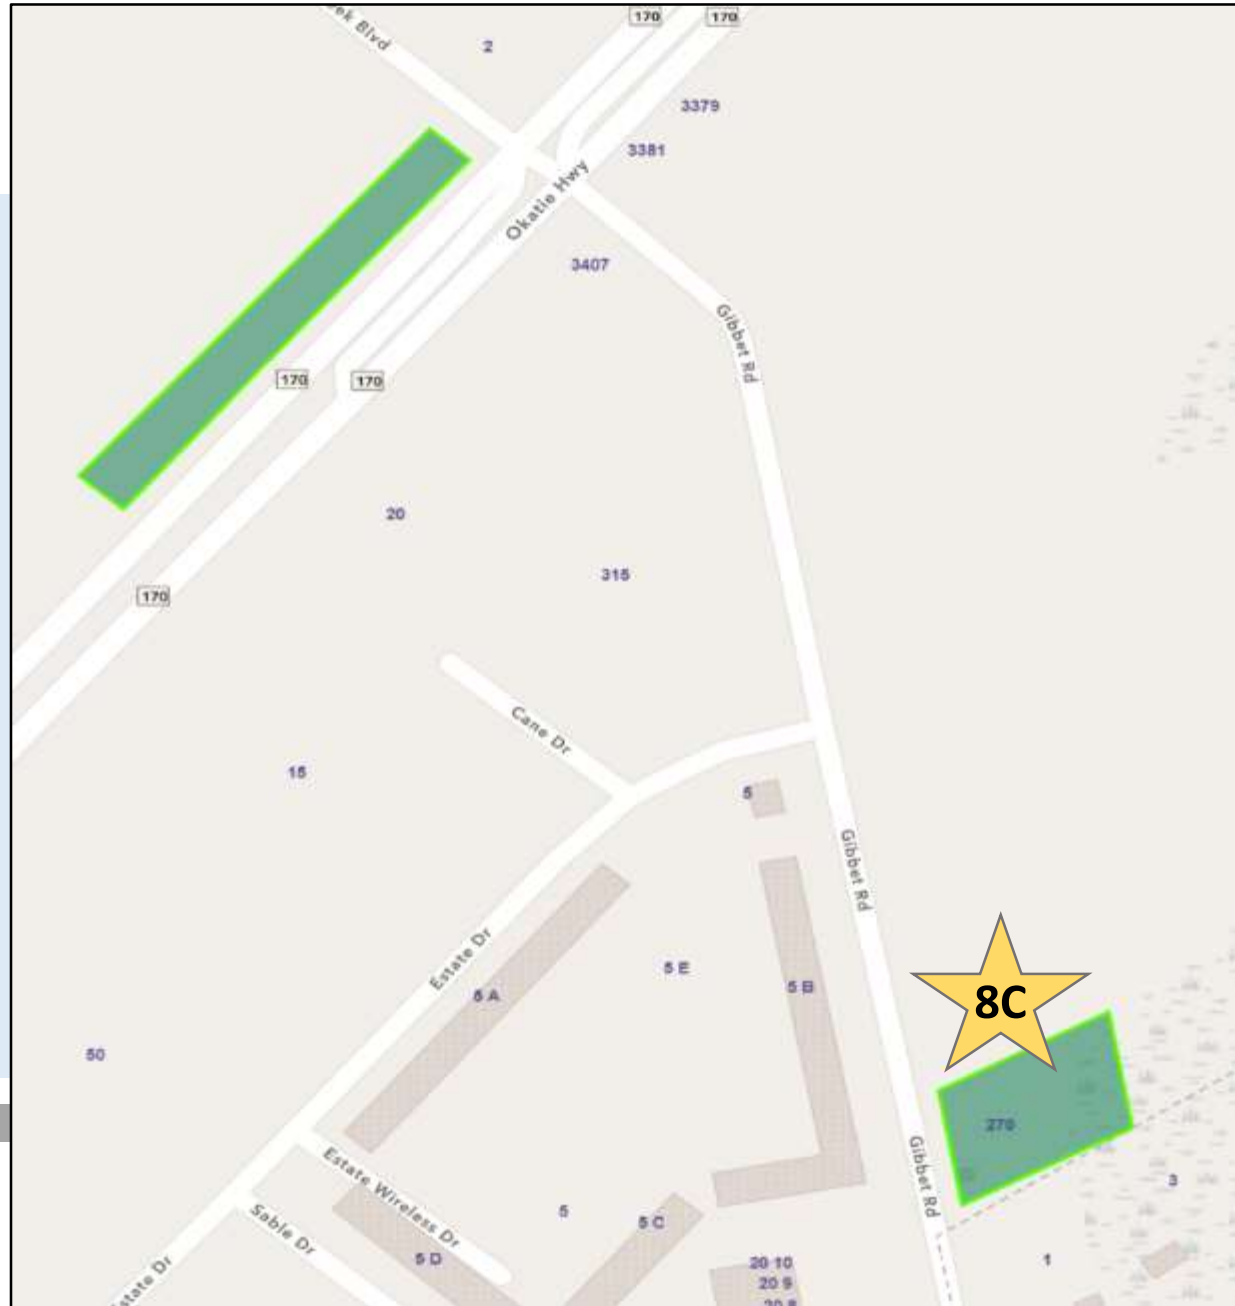 170
170
ek Blvd
2
3379
3381
Okatie Hwy
3407
Gibbet Rd
170
170
20
315
170
Cane Dr
15
5
Gibbet Rd
Estate Dr
5 E
5 A
5 B
8C
50
270
Gibbet Rd
Estate Wireless Dr
3
5
5 C
Sable Dr
5 D
1
20 10
20 9
20 8
state Dr